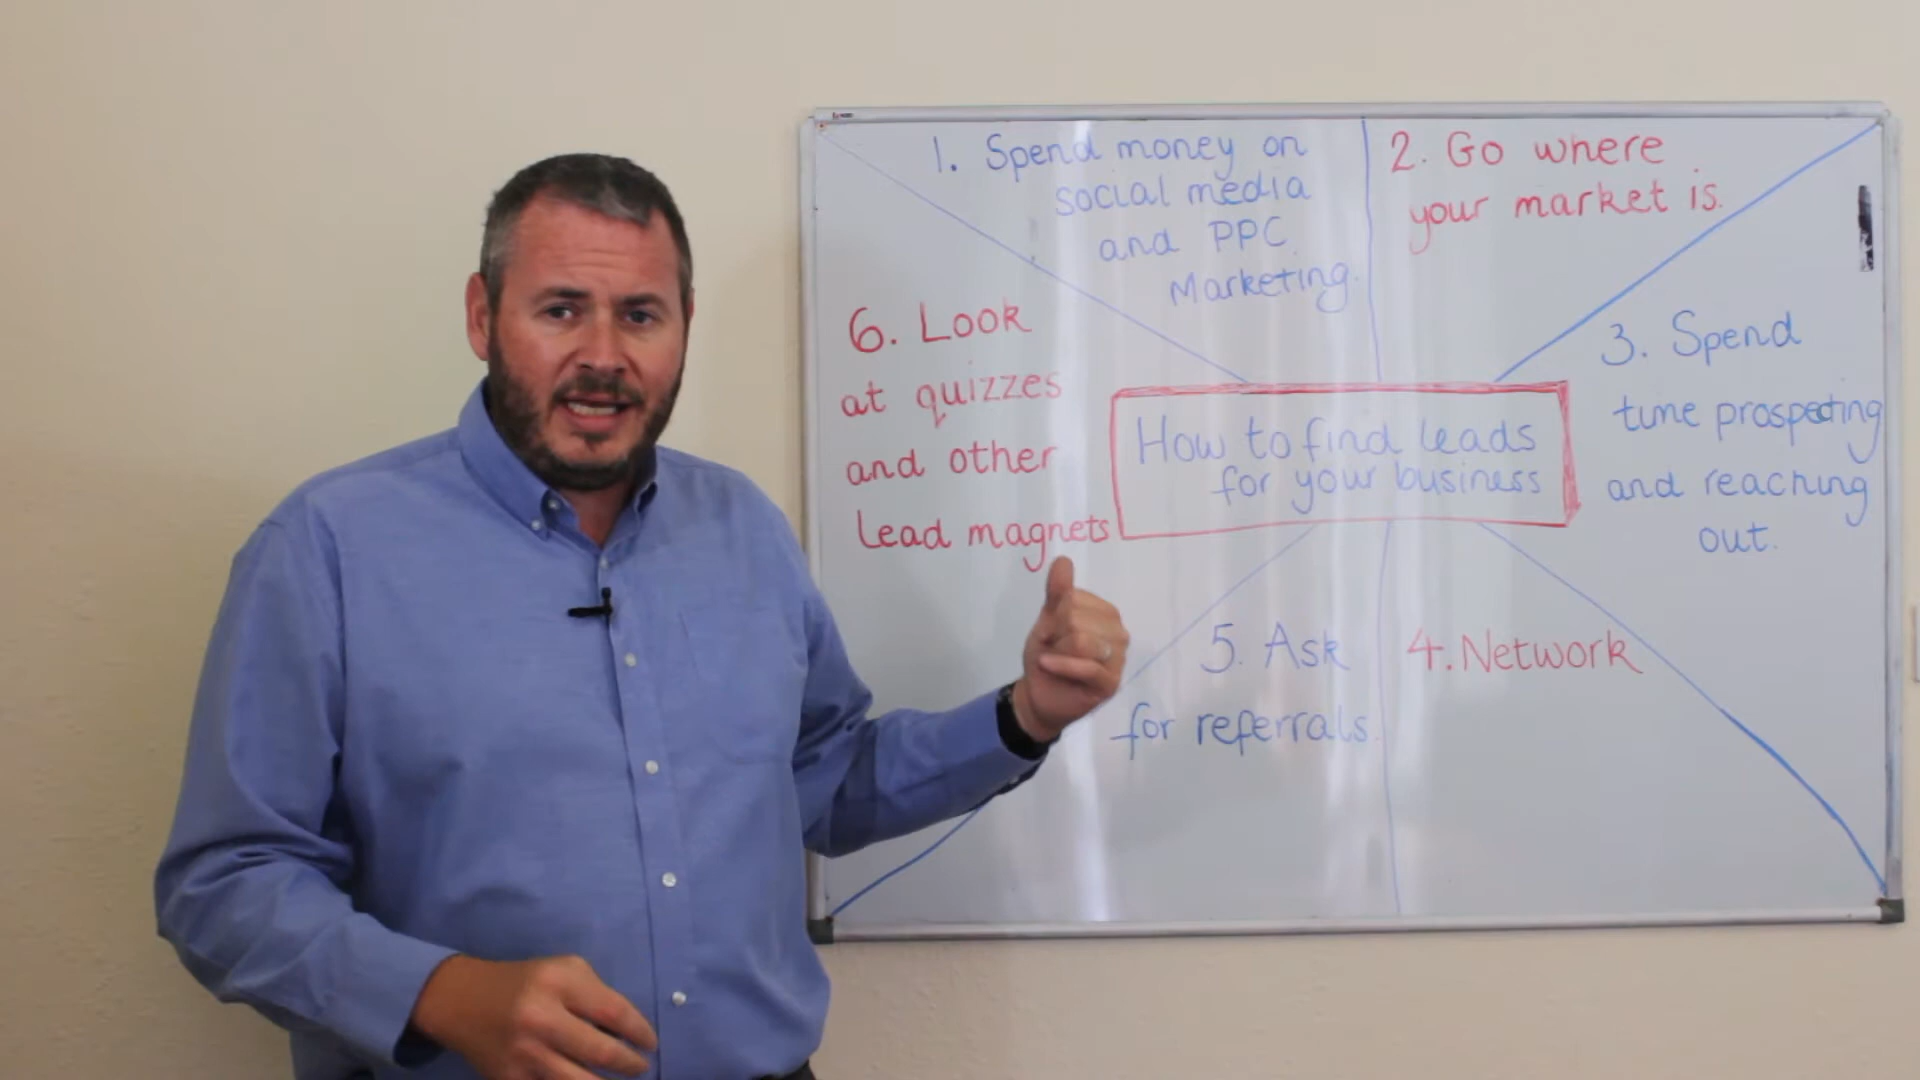 1. Spend money on
social media
and PPC
Marketing.
2. Go where
your market is.
3. Spend
time prospecting
and reaching
out.
4. Network
5. Ask
for referrals.
6. Look
at quizzes
and other
Lead magnets
How to find leads
for your business